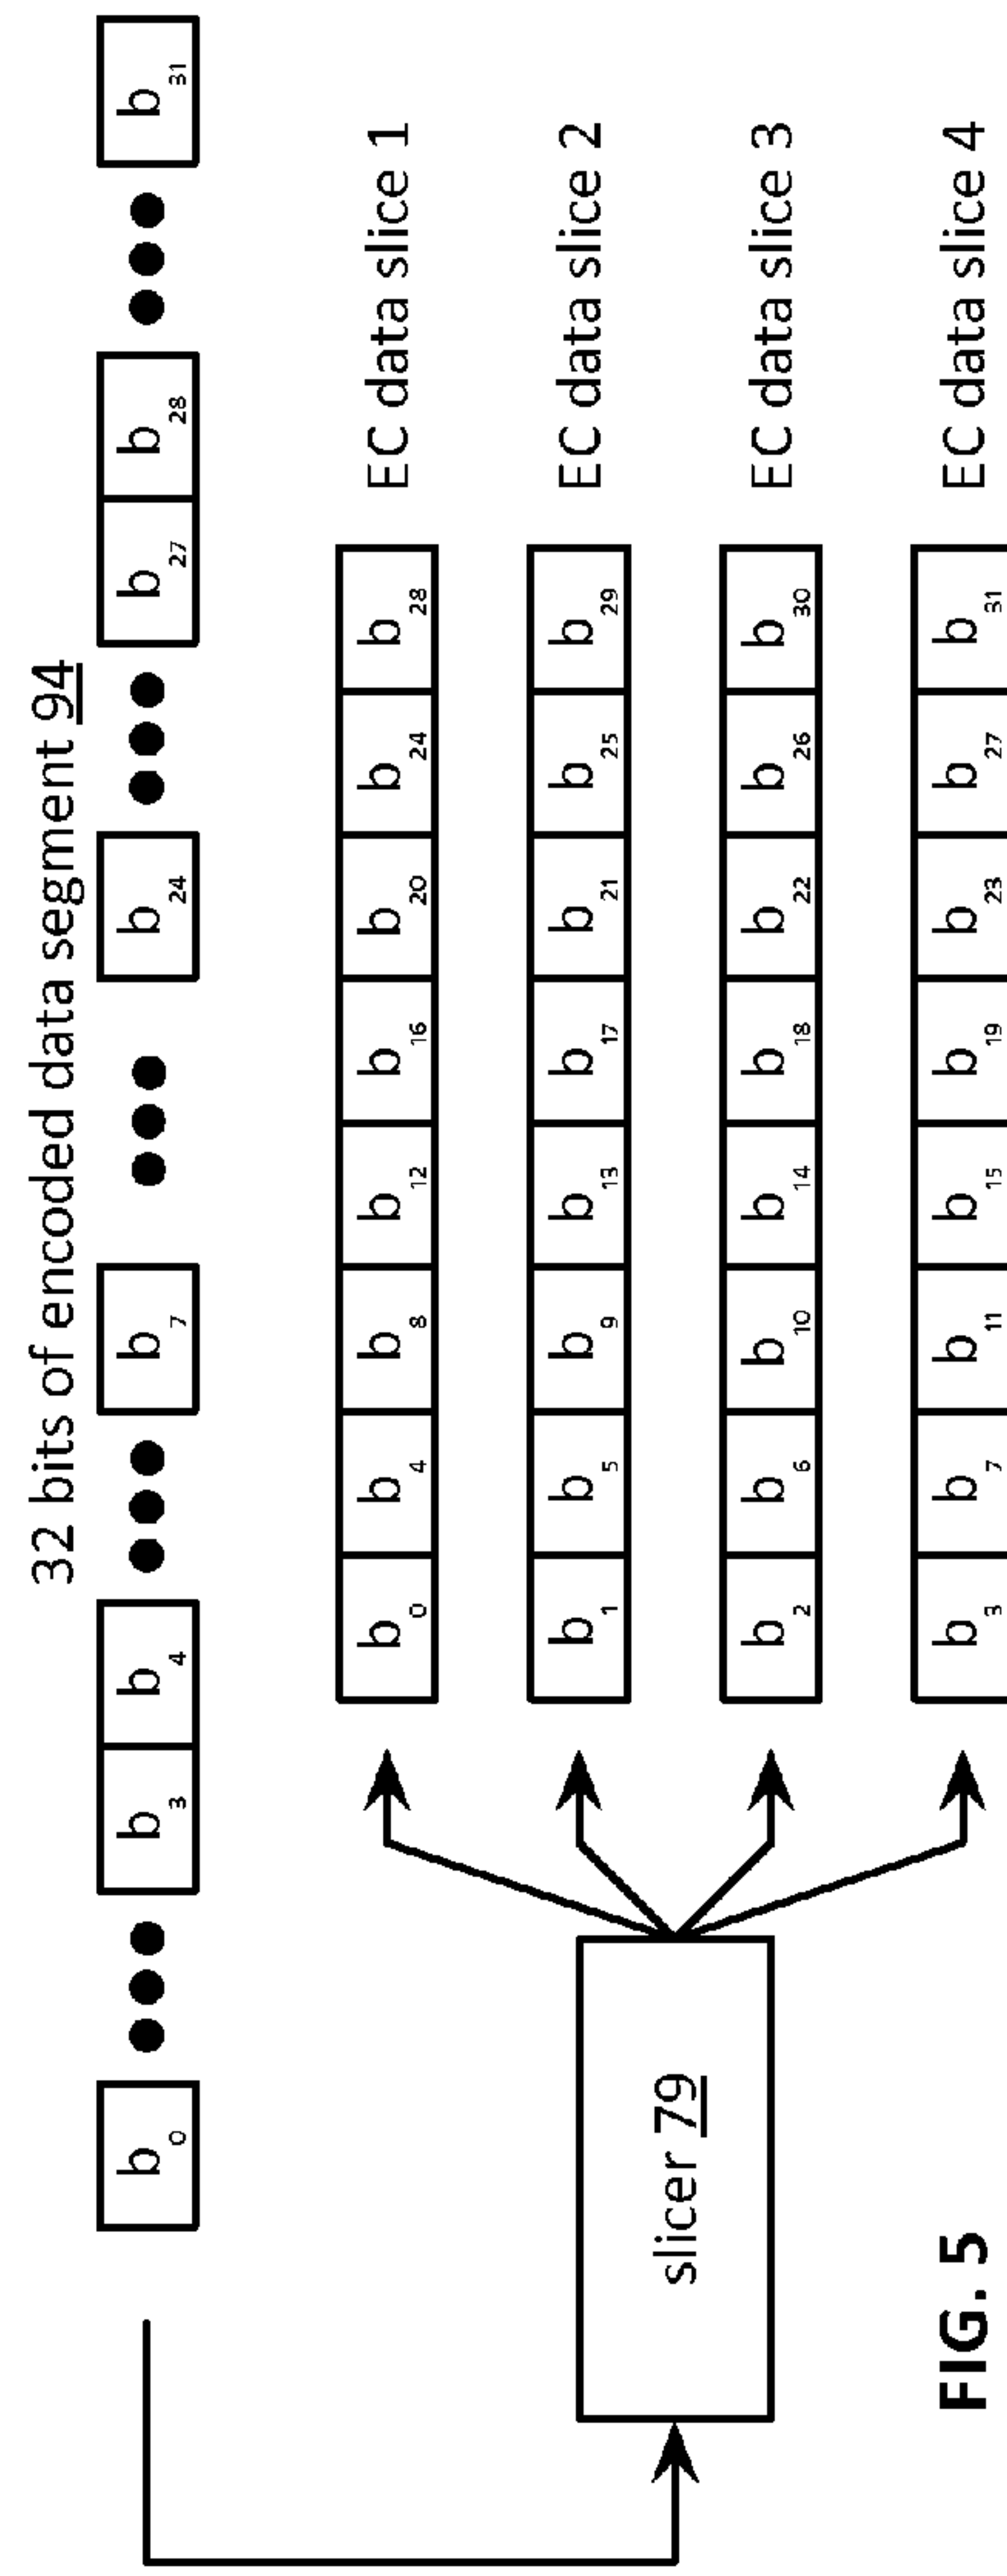 32 bits of encoded data segment 94
b0 ●●● b3 b4 ●●● b7 ●●● b24 ●●● b27 b28 ●●● b31
b0 b4 b8 b12 b16 b20 b24 b28 EC data slice 1
b1 b5 b9 b13 b17 b21 b25 b29 EC data slice 2
slicer 79
b2 b6 b10 b14 b18 b22 b26 b30 EC data slice 3
b3 b7 b11 b15 b19 b23 b27 b31 EC data slice 4
FIG. 5